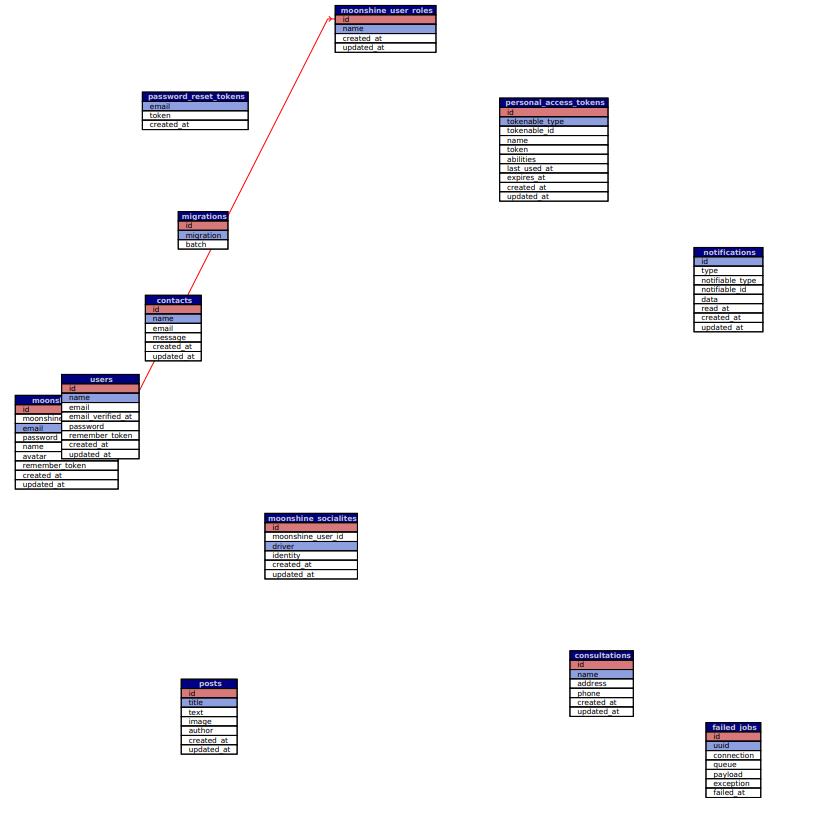 moonshine_user_roles
id
name
created_at
updated_at
password_reset_tokens
email
token
created_at
personal_access_tokens
id
tokenable_type
tokenable_id
name
token
abilities
last_used_at
expires_at
created_at
updated_at
migrations
id
migration
batch
notifications
id
type
notifiable_type
notifiable_id
data
read_at
created_at
updated_at
contacts
id
name
email
message
created_at
updated_at
users
id
name
email
email_verified_at
password
remember_token
created_at
updated_at
id
email
password
name
avatar
remember_token
created_at
updated_at
moonshine_socialites
id
moonshine_user_id
driver
identity
created_at
updated_at
consultations
id
name
address
phone
created_at
updated_at
posts
id
title
text
image
author
created_at
updated_at
failed_jobs
id
uuid
connection
queue
payload
exception
failed_at